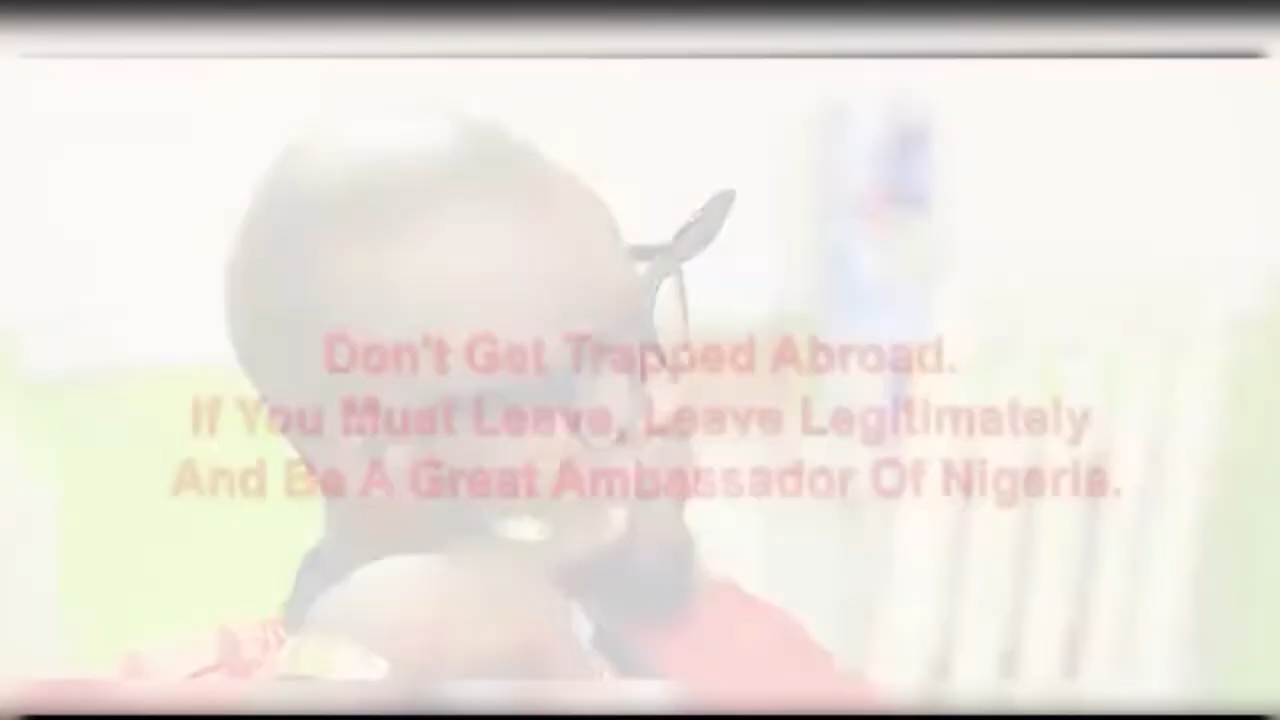 Don't Get Trapped Abroad.
If You Must Leave, Leave Legitimately
And Be A Great Ambassador Of Nigeria.